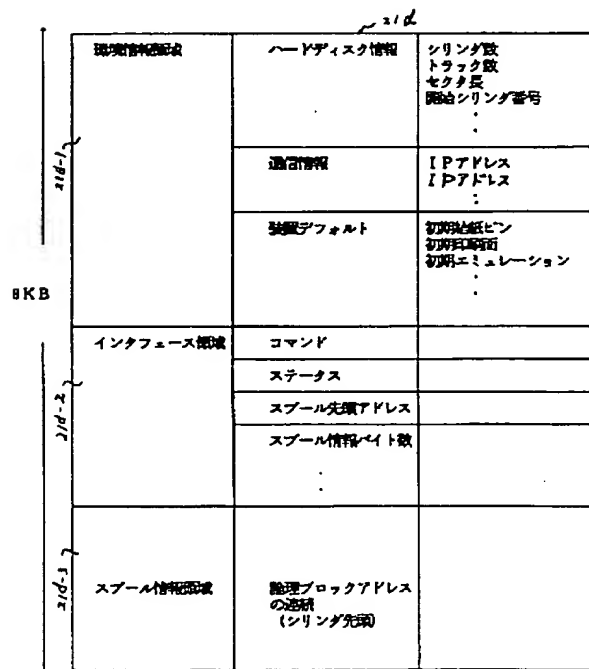 21d
環境情報領域
ハードディスク情報
シリンダ数
トラック数
セクタ長
開始シリンダ番号
通信情報
IPアドレス
IPアドレス
装置デフォルト
初期給紙ビン
初期印刷面
初期エミュレーション
21d-1
8KB
インタフェース領域
コマンド
ステータス
スプール先頭アドレス
スプール情報バイト数
21d-2
スプール情報領域
論理ブロックアドレス
の連続
(シリンダ先頭)
21d-3